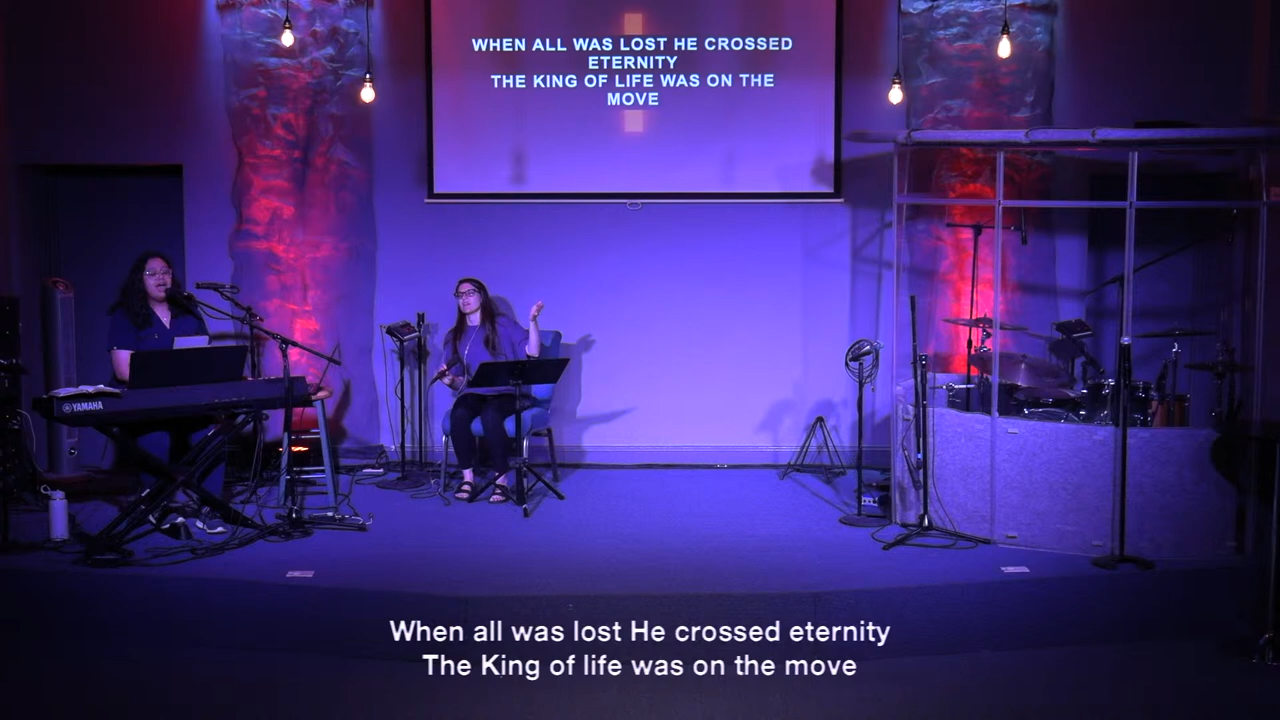 WHEN ALL WAS LOST HE CROSSED
ETERNITY
THE KING OF LIFE WAS ON THE
MOVE
YAMAHA
When all was lost He crossed eternity
The King of life was on the move